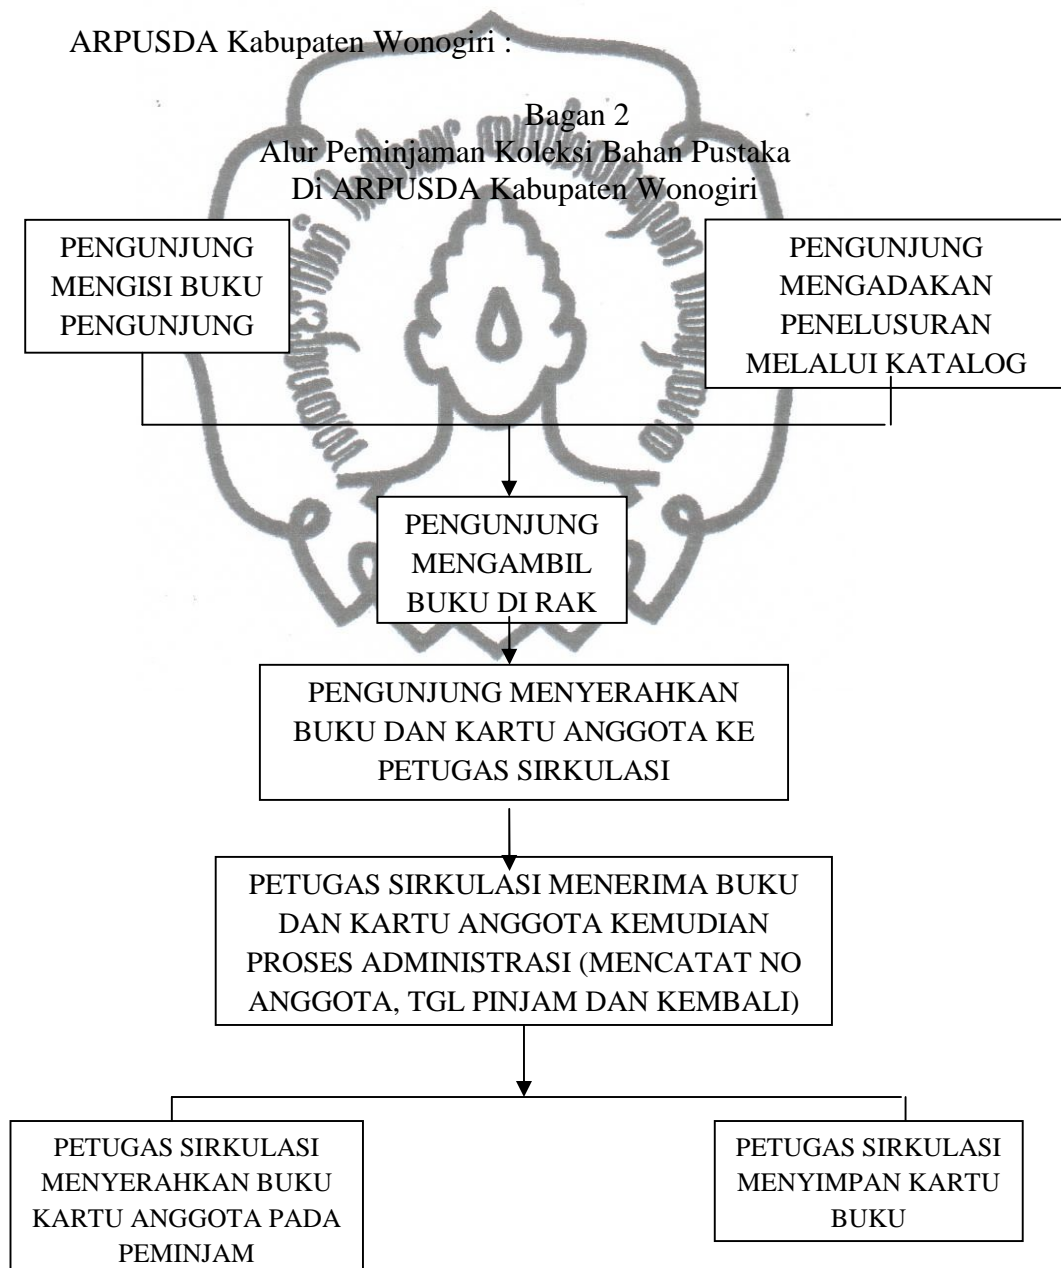 ARPUSDA Kabupaten Wonogiri :
Bagan 2
Alur Peminjaman Koleksi Bahan Pustaka
Di ARPUSDA Kabupaten Wonogiri
PENGUNJUNG
MENGISI BUKU
PENGUNJUNG
PENGUNJUNG
MENGADAKAN
PENELUSURAN
MELALUI KATALOG
PENGUNJUNG
MENGAMBIL
BUKU DI RAK
PENGUNJUNG MENYERAHKAN
BUKU DAN KARTU ANGGOTA KE
PETUGAS SIRKULASI
PETUGAS SIRKULASI MENERIMA BUKU
DAN KARTU ANGGOTA KEMUDIAN
PROSES ADMINISTRASI (MENCATAT NO
ANGGOTA, TGL PINJAM DAN KEMBALI)
PETUGAS SIRKULASI
MENYERAHKAN BUKU
KARTU ANGGOTA PADA
PEMINJAM
PETUGAS SIRKULASI
MENYIMPAN KARTU
BUKU